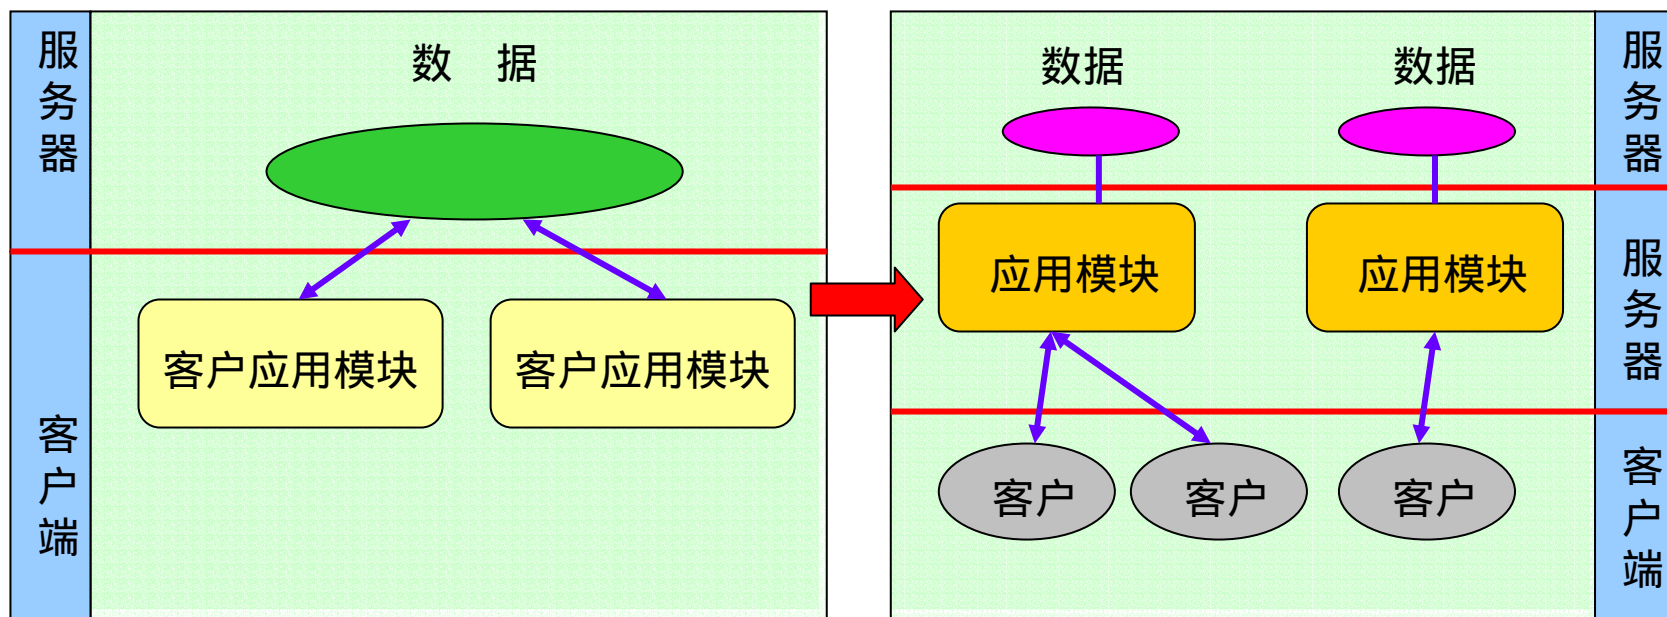 服务器
数 据
客户应用模块
客户应用模块
客户端
数据
数据
服务器
应用模块
应用模块
服务器
客户
客户
客户
客户端